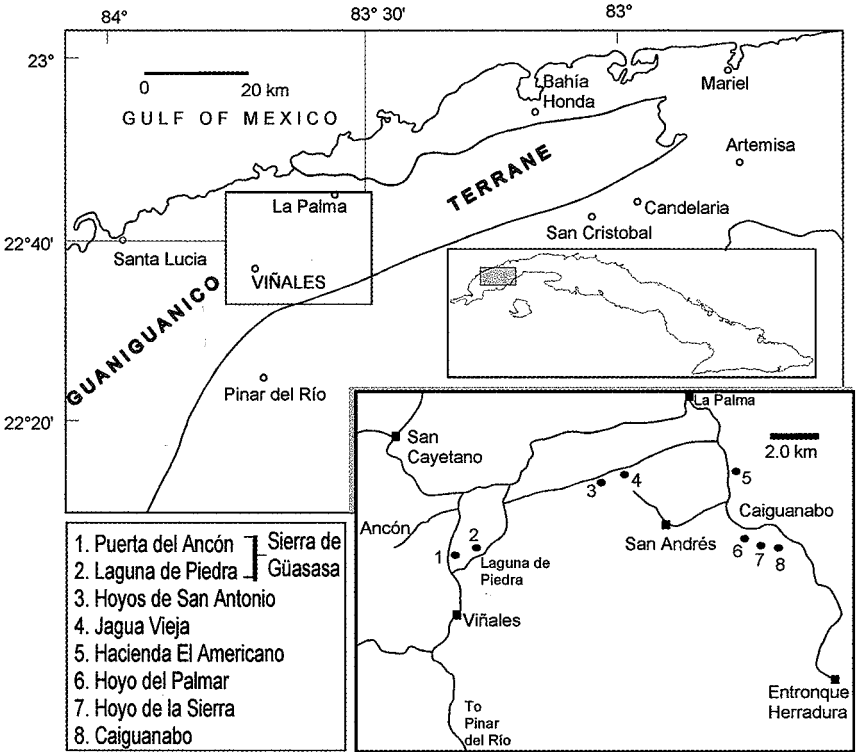 84°
83° 30'
83°
23°
0 20 km
GULF OF MEXICO
Bahía
Honda
Mariel
Artemisa
TERRANE
La Palma
Candelaria
San Cristobal
22°40'
Santa Lucia
VIÑALES
GUANIGUANICO
Pinar del Río
22°20'
La Palma
San
Cayetano
2.0 km
3
4
5
Ancón
Caiguanabo
San Andrés
1
2
Laguna de
Piedra
6
7
8
Viñales
Entronque
Herradura
To
Pinar
del Río
1. Puerta del Ancón
2. Laguna de Piedra
Sierra de
Güasasa
3. Hoyos de San Antonio
4. Jagua Vieja
5. Hacienda El Americano
6. Hoyo del Palmar
7. Hoyo de la Sierra
8. Caiguanabo